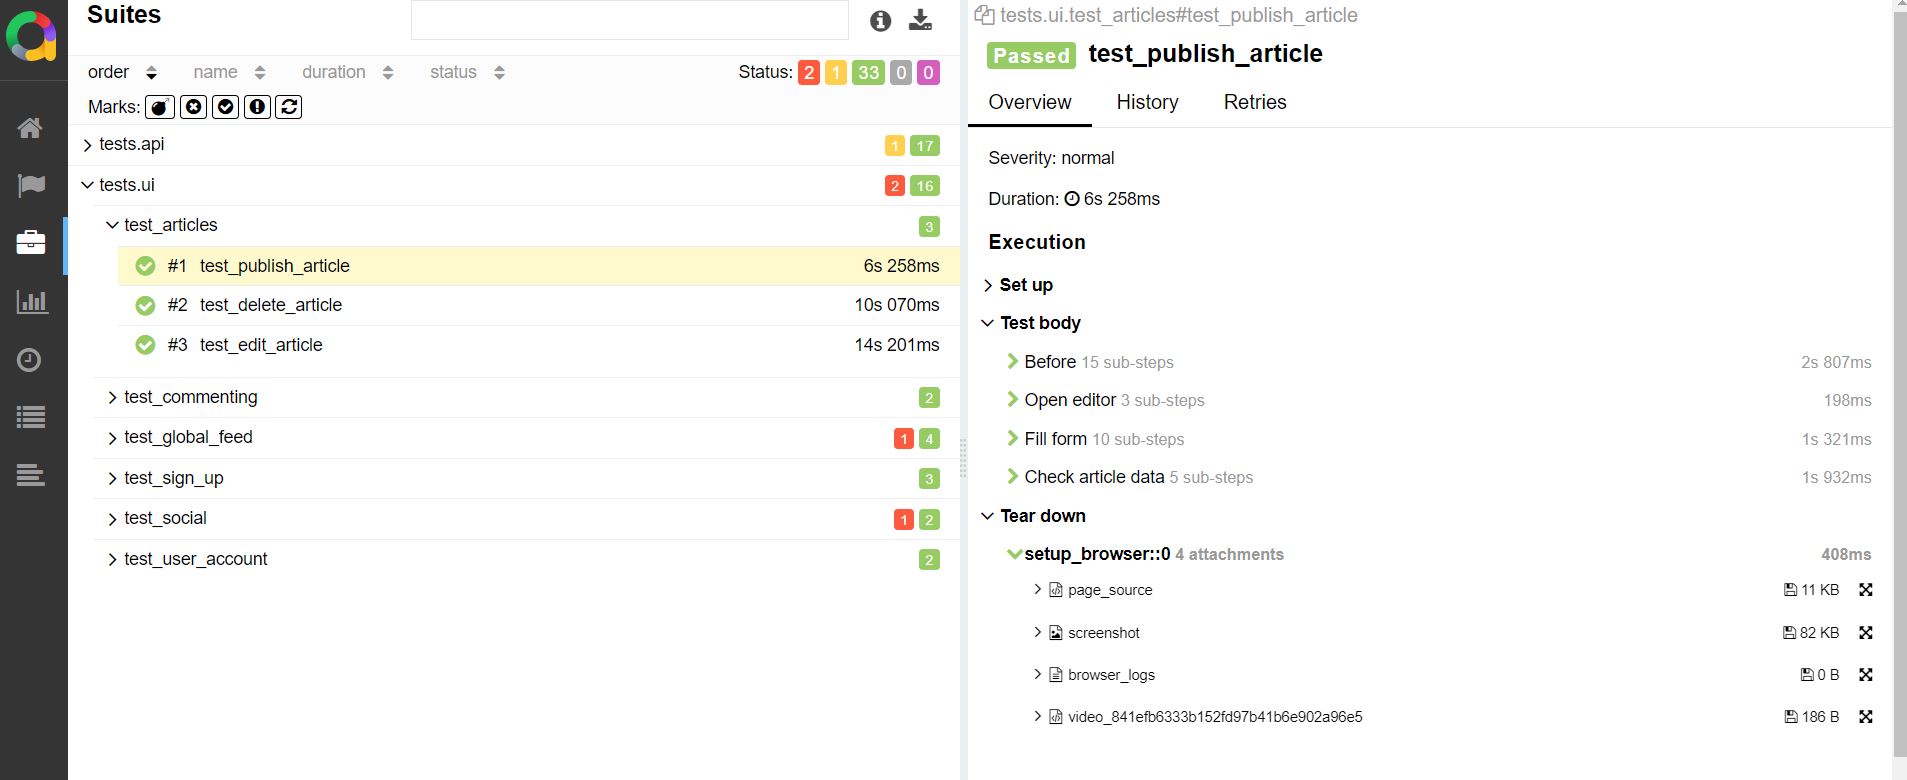 Suites
order name duration status Status: 2 1 33 0 0
Marks:
tests.api 1 17
tests.ui 2 16
test_articles 3
#1 test_publish_article 6s 258ms
#2 test_delete_article 10s 070ms
#3 test_edit_article 14s 201ms
test_commenting 2
test_global_feed 1 4
test_sign_up 3
test_social 1 2
test_user_account 2
tests.ui.test_articles#test_publish_article
Passed test_publish_article
Overview History Retries
Severity: normal
Duration: 6s 258ms
Execution
Set up
Test body
Before 15 sub-steps 2s 807ms
Open editor 3 sub-steps 198ms
Fill form 10 sub-steps 1s 321ms
Check article data 5 sub-steps 1s 932ms
Tear down
setup_browser::0 4 attachments 408ms
page_source 11 KB
screenshot 82 KB
browser_logs 0 B
video_841efb6333b152fd97b41b6e902a96e5 186 B